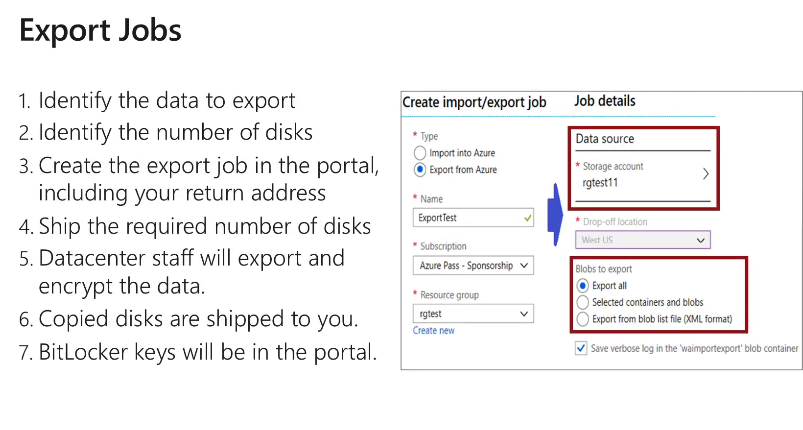 Export Jobs
1. Identify the data to export
2. Identify the number of disks
3. Create the export job in the portal,
including your return address
4. Ship the required number of disks
5. Datacenter staff will export and
encrypt the data.
6. Copied disks are shipped to you.
7. BitLocker keys will be in the portal.
Create import/export job
* Type
Import into Azure
Export from Azure
* Name
ExportTest
* Subscription
Azure Pass - Sponsorship
* Resource group
rgtest
Create new
Job details
Data source
* Storage account
rgtest11
* Drop-off location
West US
Blobs to export
Export all
Selected containers and blobs
Export from blob list file (XML format)
Save verbose log in the 'waimportexport' blob container